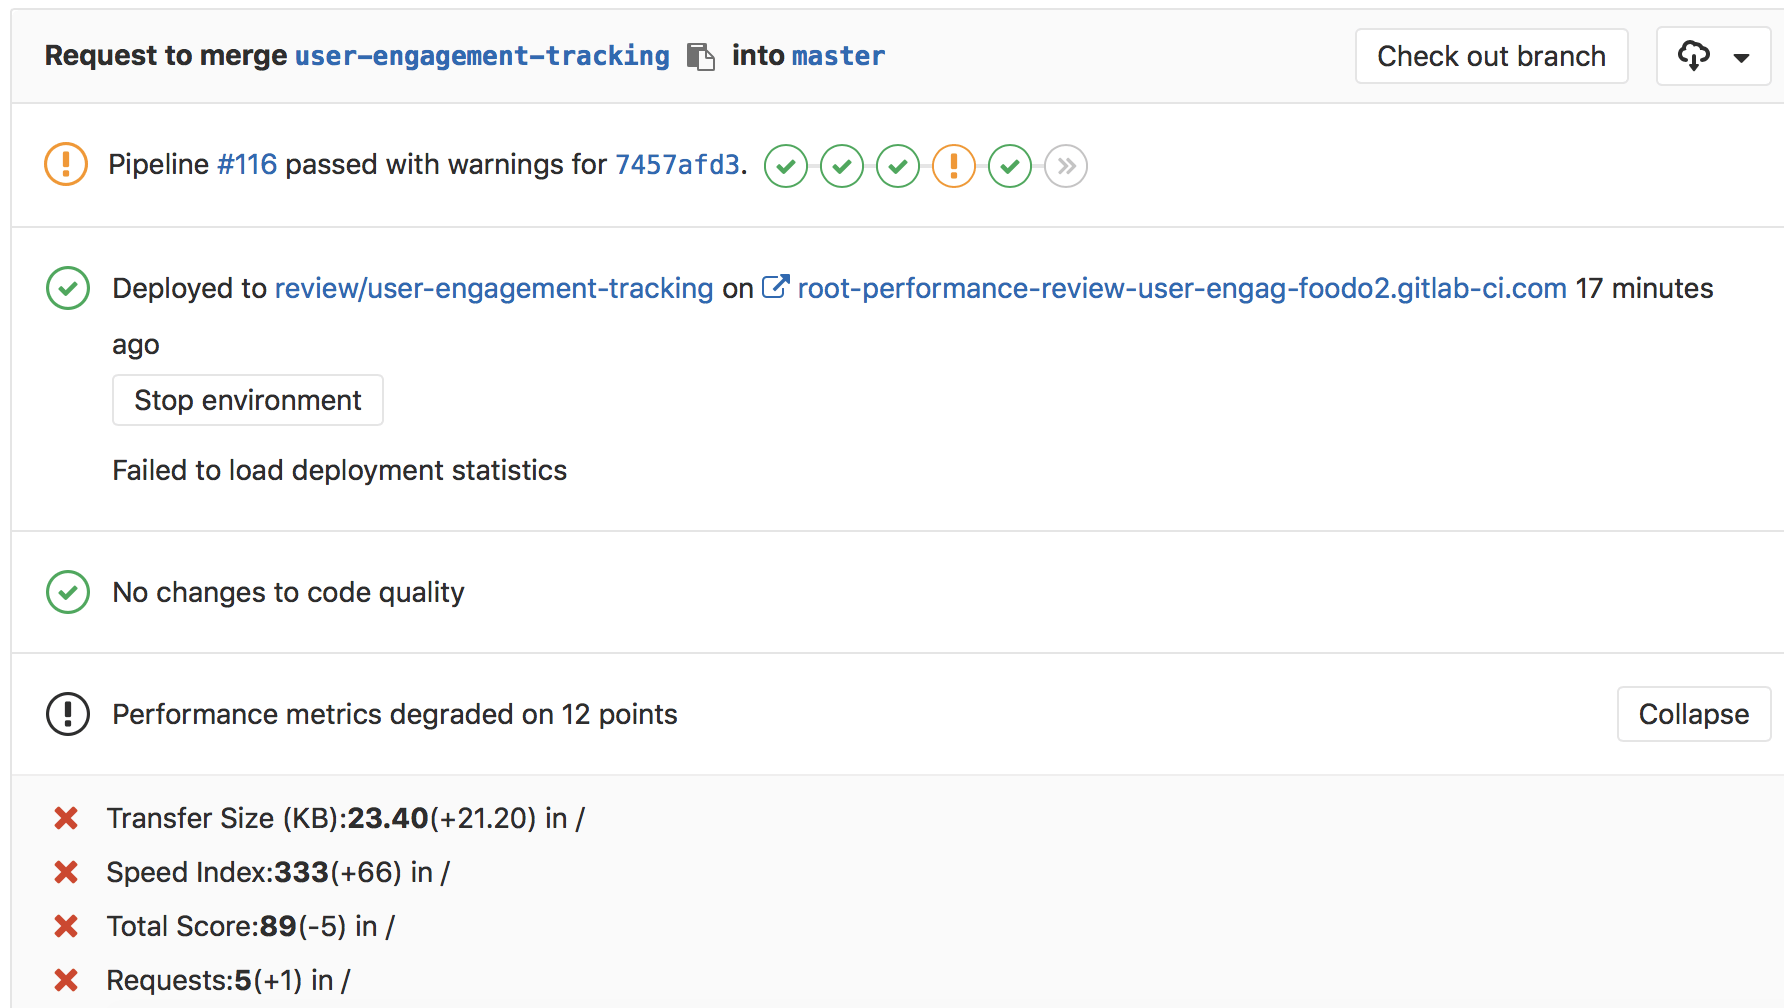 Request to merge user-engagement-tracking into master
Check out branch
Pipeline #116 passed with warnings for 7457afd3.
Deployed to review/user-engagement-tracking on root-performance-review-user-engag-foodo2.gitlab-ci.com 17 minutes
ago
Stop environment
Failed to load deployment statistics
No changes to code quality
Performance metrics degraded on 12 points
Collapse
Transfer Size (KB):23.40(+21.20) in /
Speed Index:333(+66) in /
Total Score:89(-5) in /
Requests:5(+1) in /